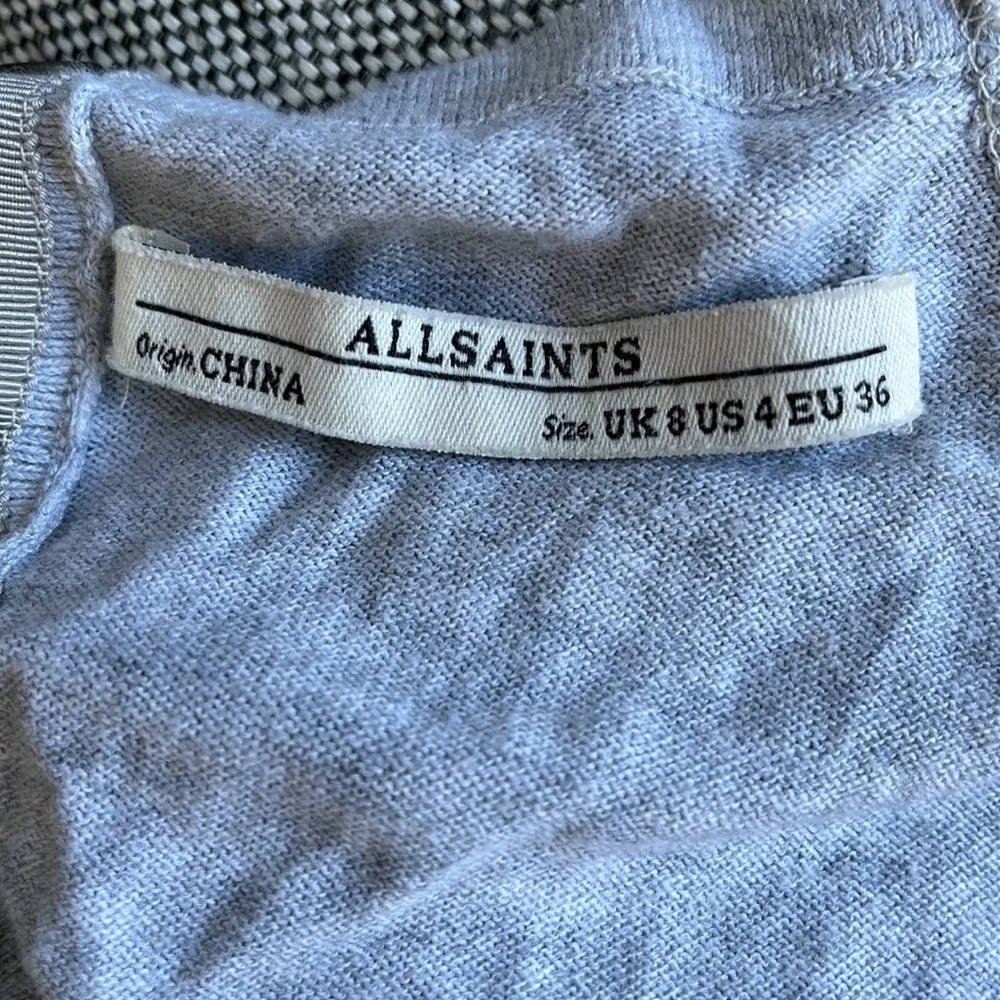 ALLSAINTS
Origin. CHINA
Size. UK 8 US 4 EU 36